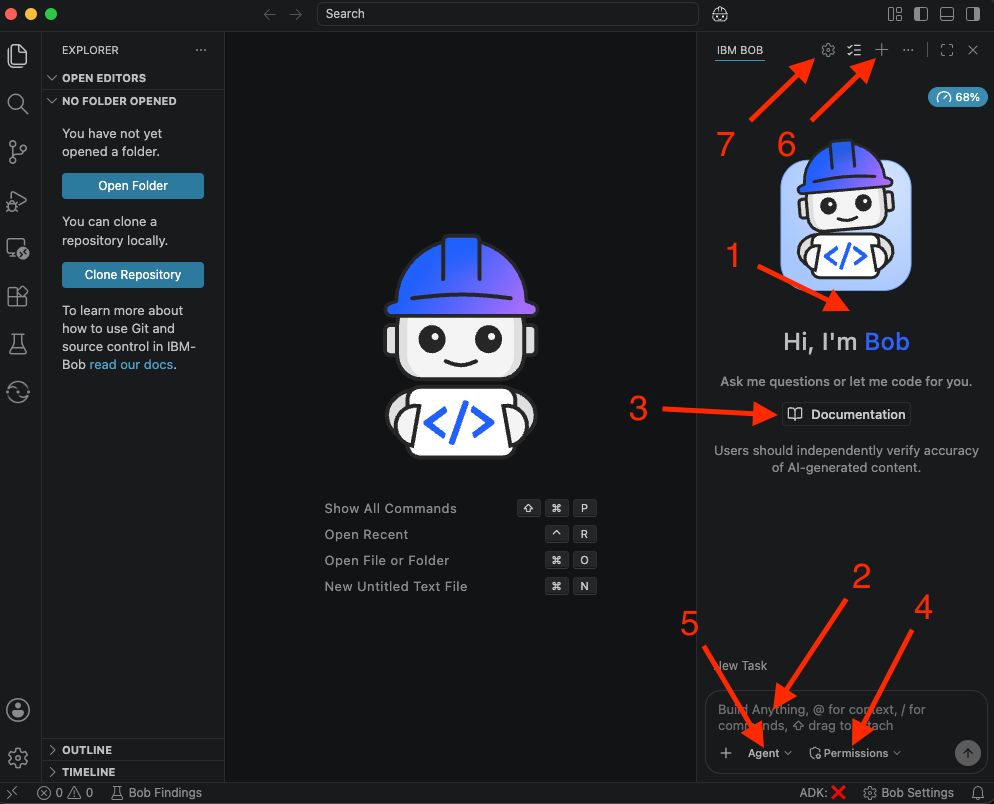 Search
EXPLORER
OPEN EDITORS
NO FOLDER OPENED
You have not yet
opened a folder.
Open Folder
You can clone a
repository locally.
Clone Repository
To learn more about
how to use Git and
source control in IBM-
Bob read our docs.
OUTLINE
TIMELINE
</>
Show All Commands ⇧ ⌘ P
Open Recent ^ R
Open File or Folder ⌘ O
New Untitled Text File ⌘ N
IBM BOB
68%
7
6
</>
1
Hi, I'm Bob
Ask me questions or let me code for you.
3
Documentation
Users should independently verify accuracy
of AI-generated content.
2
4
5
New Task
Build Anything, @ for context, / for
commands, ⇧ drag to attach
Agent
Permissions
0 0 Bob Findings
ADK: ❌ Bob Settings